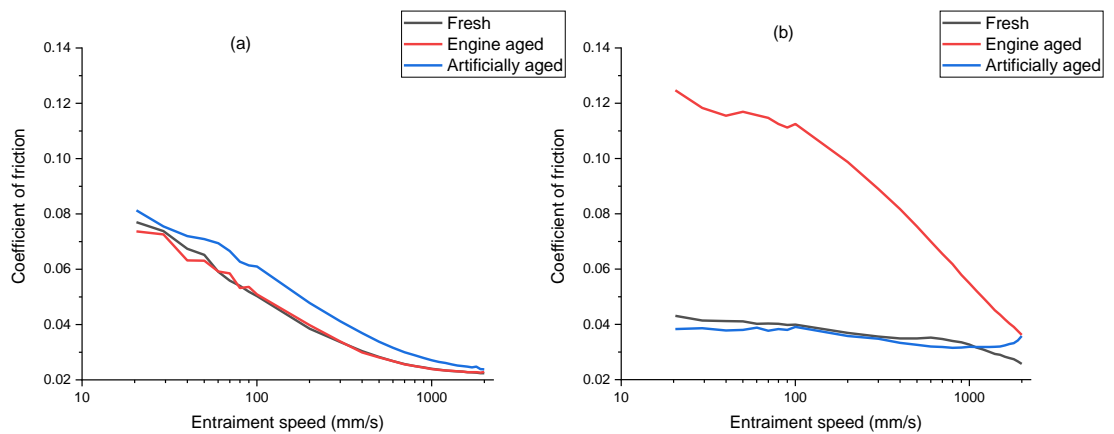 (a)
Fresh
Engine aged
Artificially aged
0.14
0.12
0.10
0.08
0.06
0.04
0.02
Coefficient of friction
10
100
1000
Entraiment speed (mm/s)
(b)
Fresh
Engine aged
Artificially aged
0.14
0.12
0.10
0.08
0.06
0.04
0.02
Coefficient of friction
10
100
1000
Entraiment speed (mm/s)